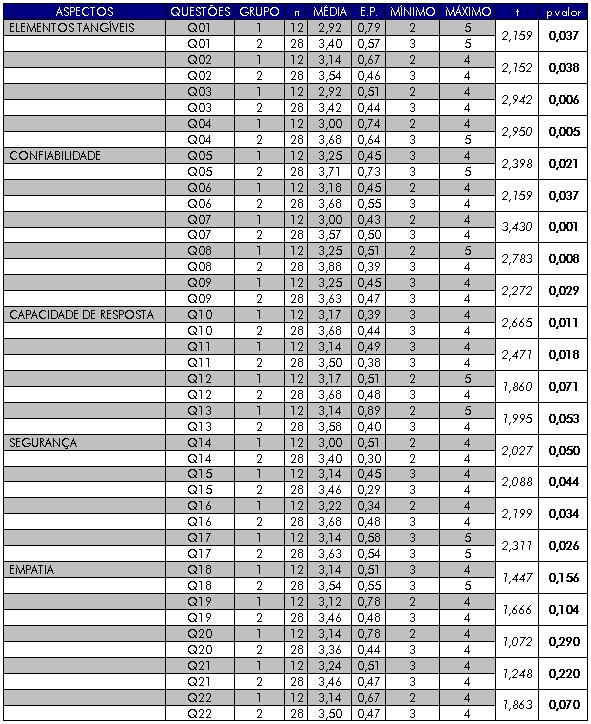 ASPECTOS QUESTÕES GRUPO n MÉDIA E.P. MÍNIMO MÁXIMO t p valor
ELEMENTOS TANGÍVEIS Q01 1 12 2,92 0,79 2 5 2,159 0,037
Q01 2 28 3,40 0,57 3 5
Q02 1 12 3,14 0,67 2 4 2,152 0,038
Q02 2 28 3,54 0,46 3 4
Q03 1 12 2,92 0,51 2 4 2,942 0,006
Q03 2 28 3,42 0,44 3 4
Q04 1 12 3,00 0,74 2 4 2,950 0,005
Q04 2 28 3,68 0,64 3 5
CONFIABILIDADE Q05 1 12 3,25 0,45 3 4 2,398 0,021
Q05 2 28 3,71 0,73 3 5
Q06 1 12 3,18 0,45 2 4 2,159 0,037
Q06 2 28 3,68 0,55 3 4
Q07 1 12 3,00 0,43 2 4 3,430 0,001
Q07 2 28 3,57 0,50 3 4
Q08 1 12 3,25 0,51 2 5 2,783 0,008
Q08 2 28 3,88 0,39 3 4
Q09 1 12 3,25 0,45 3 4 2,272 0,029
Q09 2 28 3,63 0,47 3 4
CAPACIDADE DE RESPOSTA Q10 1 12 3,17 0,39 3 4 2,665 0,011
Q10 2 28 3,68 0,44 3 4
Q11 1 12 3,14 0,49 3 4 2,471 0,018
Q11 2 28 3,50 0,38 3 4
Q12 1 12 3,17 0,51 2 5 1,860 0,071
Q12 2 28 3,68 0,48 3 4
Q13 1 12 3,14 0,89 2 5 1,995 0,053
Q13 2 28 3,58 0,40 3 4
SEGURANÇA Q14 1 12 3,00 0,51 2 4 2,027 0,050
Q14 2 28 3,40 0,30 2 4
Q15 1 12 3,14 0,45 3 4 2,088 0,044
Q15 2 28 3,46 0,29 3 4
Q16 1 12 3,22 0,34 2 4 2,199 0,034
Q16 2 28 3,68 0,48 3 4
Q17 1 12 3,14 0,58 3 5 2,311 0,026
Q17 2 28 3,63 0,54 3 5
EMPATIA Q18 1 12 3,14 0,51 3 4 1,447 0,156
Q18 2 28 3,54 0,55 3 5
Q19 1 12 3,12 0,78 2 4 1,666 0,104
Q19 2 28 3,46 0,48 3 4
Q20 1 12 3,14 0,78 2 4 1,072 0,290
Q20 2 28 3,36 0,44 3 4
Q21 1 12 3,24 0,51 3 4 1,248 0,220
Q21 2 28 3,46 0,47 3 4
Q22 1 12 3,14 0,67 2 4 1,863 0,070
Q22 2 28 3,50 0,47 3 4